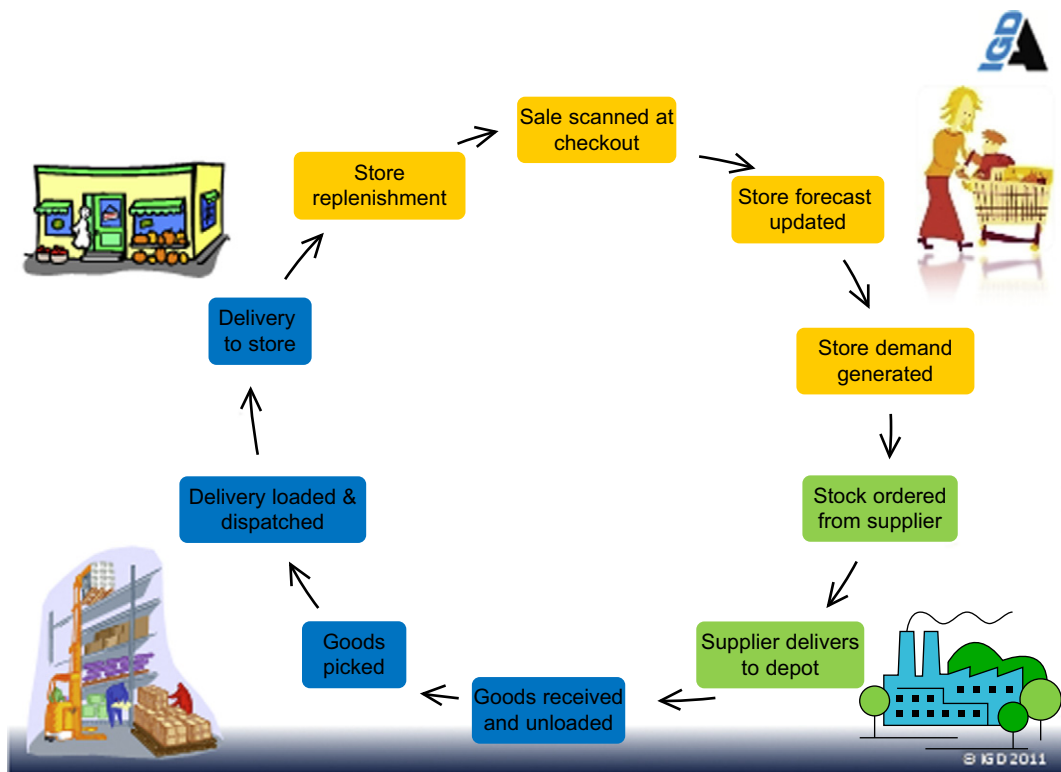 IGD
Sale scanned at
checkout
Store
replenishment
Store forecast
updated
Delivery
to store
Store demand
generated
Delivery loaded &
dispatched
Stock ordered
from supplier
Goods
picked
Supplier delivers
to depot
Goods received
and unloaded
© IGD 2011